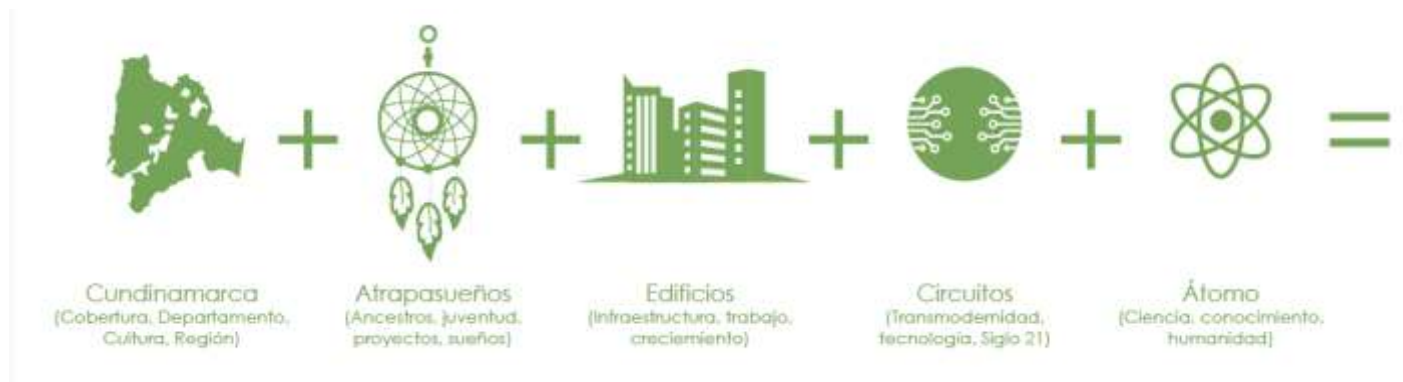 Cundinamarca
(Cobertura, Departamento,
Cultura, Región)
Atrapasueños
(Ancestros, juventud,
proyectos, sueños)
Edificios
(Infraestructura, trabajo,
creciemiento)
Circuitos
(Transmodernidad,
tecnología, Siglo 21)
Átomo
(Ciencia, conocimiento,
humanidad)